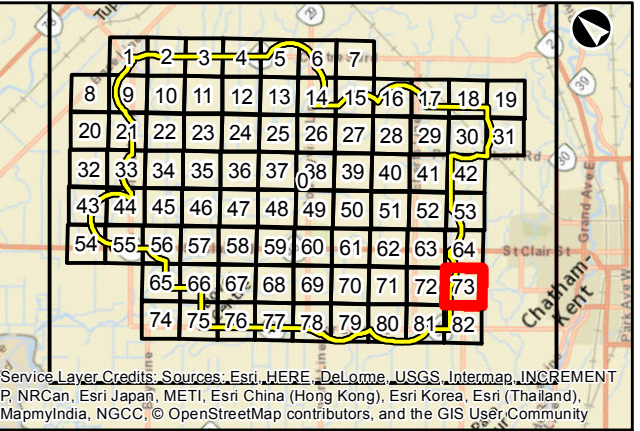 1 2 3 4 5 6 7
8 9 10 11 12 13 14 15 16 17 18 19
20 21 22 23 24 25 26 27 28 29 30 31
32 33 34 35 36 37 38 39 40 41 42
0
43 44 45 46 47 48 49 50 51 52 53
54 55 56 57 58 59 60 61 62 63 64
St Clair St
65 66 67 68 69 70 71 72 73
74 75 76 77 78 79 80 81 82
39
Grand Ave E
Chatham-
Kent
Park Ave W
Service Layer Credits: Sources: Esri, HERE, DeLorme, USGS, Intermap, INCREMENT
P, NRCan, Esri Japan, METI, Esri China (Hong Kong), Esri Korea, Esri (Thailand),
MapmyIndia, NGCC, © OpenStreetMap contributors, and the GIS User Community